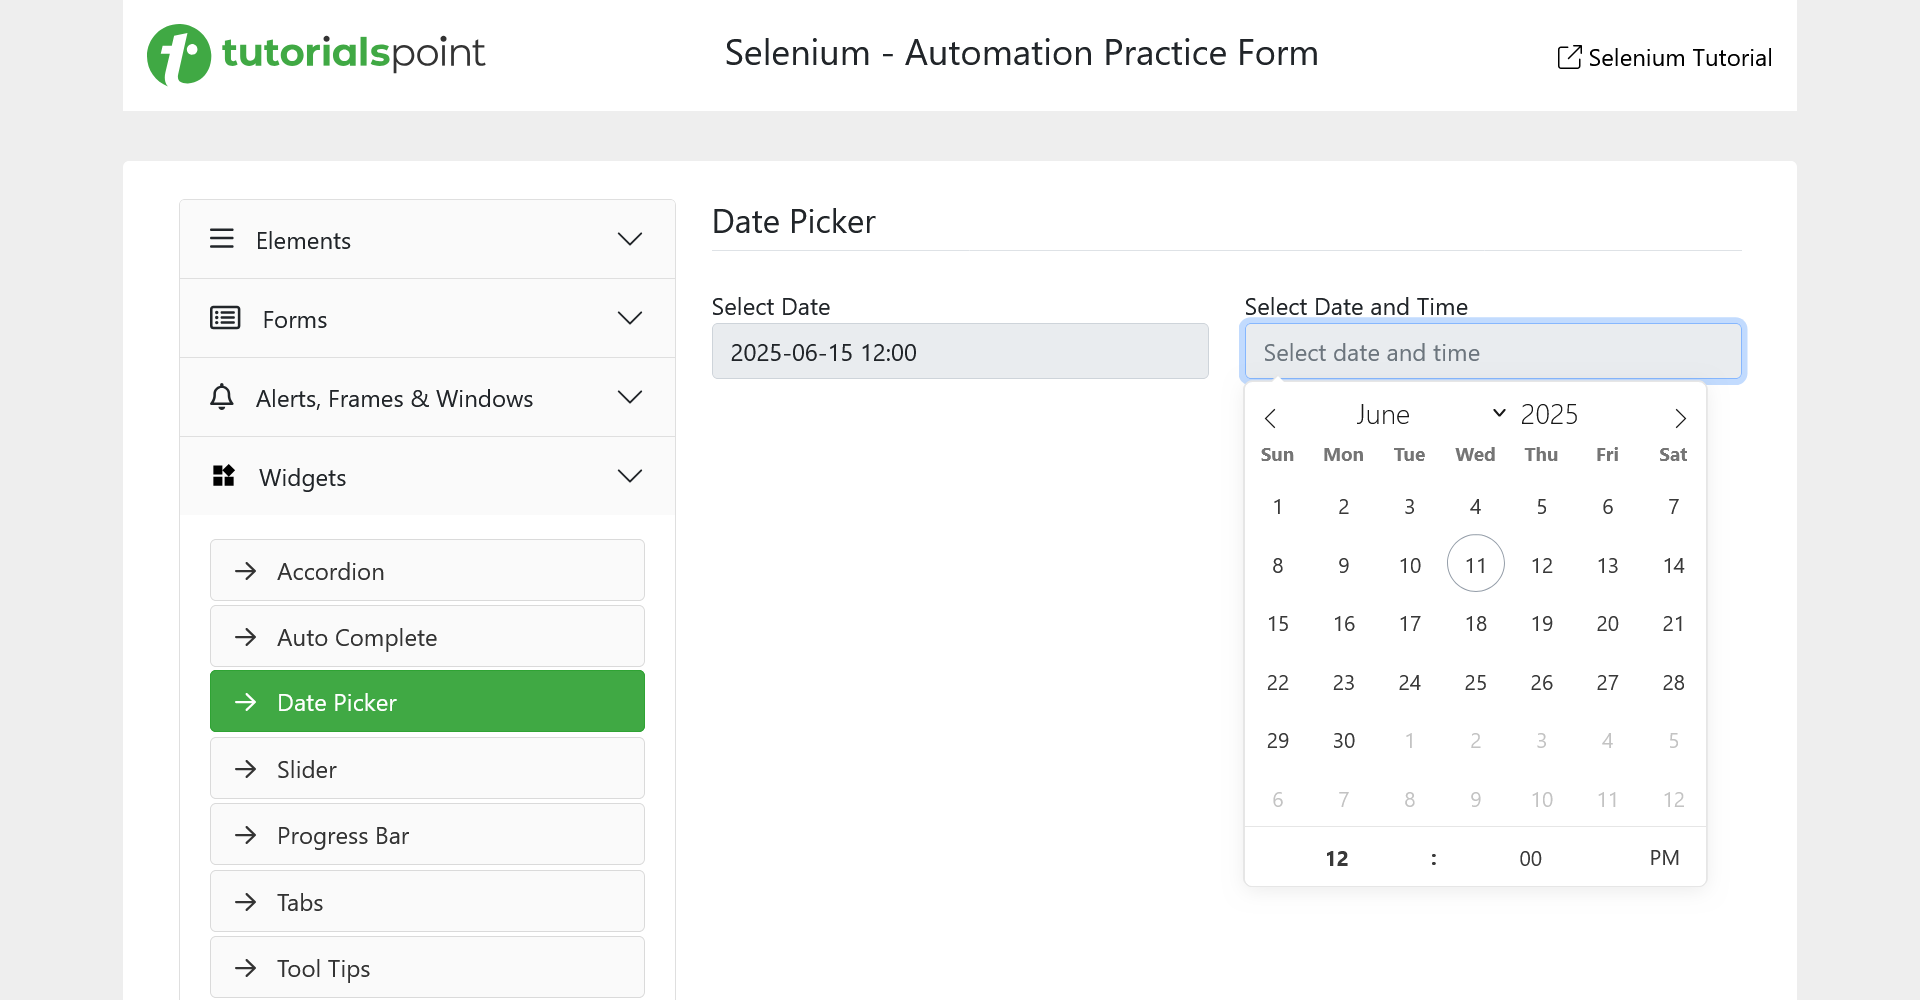 tutorialspoint
Selenium - Automation Practice Form
Selenium Tutorial
Elements
Forms
Alerts, Frames & Windows
Widgets
Accordion
Auto Complete
Date Picker
Slider
Progress Bar
Tabs
Tool Tips
Date Picker
Select Date
2025-06-15 12:00
Select Date and Time
Select date and time
June 2025
Sun Mon Tue Wed Thu Fri Sat
1 2 3 4 5 6 7
8 9 10 11 12 13 14
15 16 17 18 19 20 21
22 23 24 25 26 27 28
29 30 1 2 3 4 5
6 7 8 9 10 11 12
12 : 00 PM